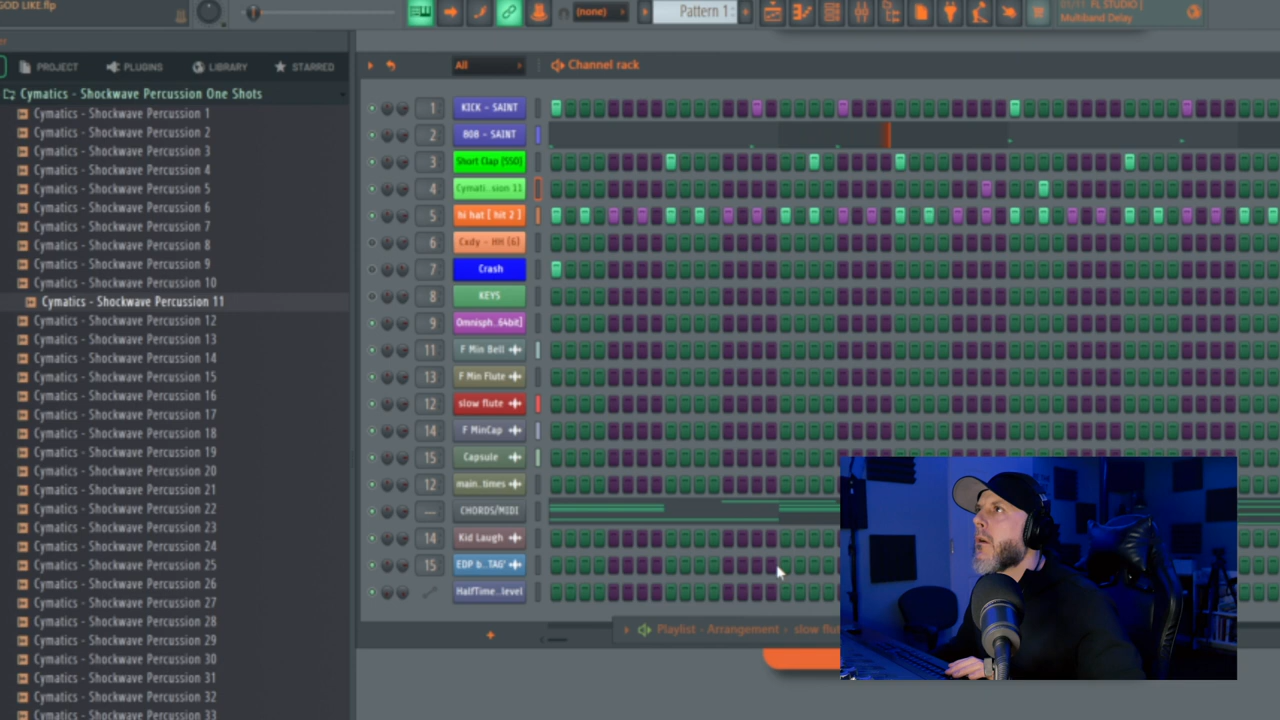 GOD LIKE.flp
(none)
Pattern 1
01/11 FL STUDIO |
Multiband Delay
PROJECT
PLUGINS
LIBRARY
STARRED
All
Channel rack
Cymatics - Shockwave Percussion One Shots
Cymatics - Shockwave Percussion 1
Cymatics - Shockwave Percussion 2
Cymatics - Shockwave Percussion 3
Cymatics - Shockwave Percussion 4
Cymatics - Shockwave Percussion 5
Cymatics - Shockwave Percussion 6
Cymatics - Shockwave Percussion 7
Cymatics - Shockwave Percussion 8
Cymatics - Shockwave Percussion 9
Cymatics - Shockwave Percussion 10
Cymatics - Shockwave Percussion 11
Cymatics - Shockwave Percussion 12
Cymatics - Shockwave Percussion 13
Cymatics - Shockwave Percussion 14
Cymatics - Shockwave Percussion 15
Cymatics - Shockwave Percussion 16
Cymatics - Shockwave Percussion 17
Cymatics - Shockwave Percussion 18
Cymatics - Shockwave Percussion 19
Cymatics - Shockwave Percussion 20
Cymatics - Shockwave Percussion 21
Cymatics - Shockwave Percussion 22
Cymatics - Shockwave Percussion 23
Cymatics - Shockwave Percussion 24
Cymatics - Shockwave Percussion 25
Cymatics - Shockwave Percussion 26
Cymatics - Shockwave Percussion 27
Cymatics - Shockwave Percussion 28
Cymatics - Shockwave Percussion 29
Cymatics - Shockwave Percussion 30
Cymatics - Shockwave Percussion 31
Cymatics - Shockwave Percussion 32
Cymatics - Shockwave Percussion 33
1 KICK - SAINT
2 808 - SAINT
3 Short Clap (SSO)
4 Cymati..sion 11
5 hi hat [ hit 2 ]
6 Cxdy - HH (6)
7 Crash
8 KEYS
9 Omnisph..64bit]
11 F Min Bell
13 F Min Flute
12 slow flute
14 F MinCap
15 Capsule
12 main..times
--- CHORDS/MIDI
14 Kid Laugh
15 EDP b..TAG'
HalfTime..level
Playlist - Arrangement › slow flut